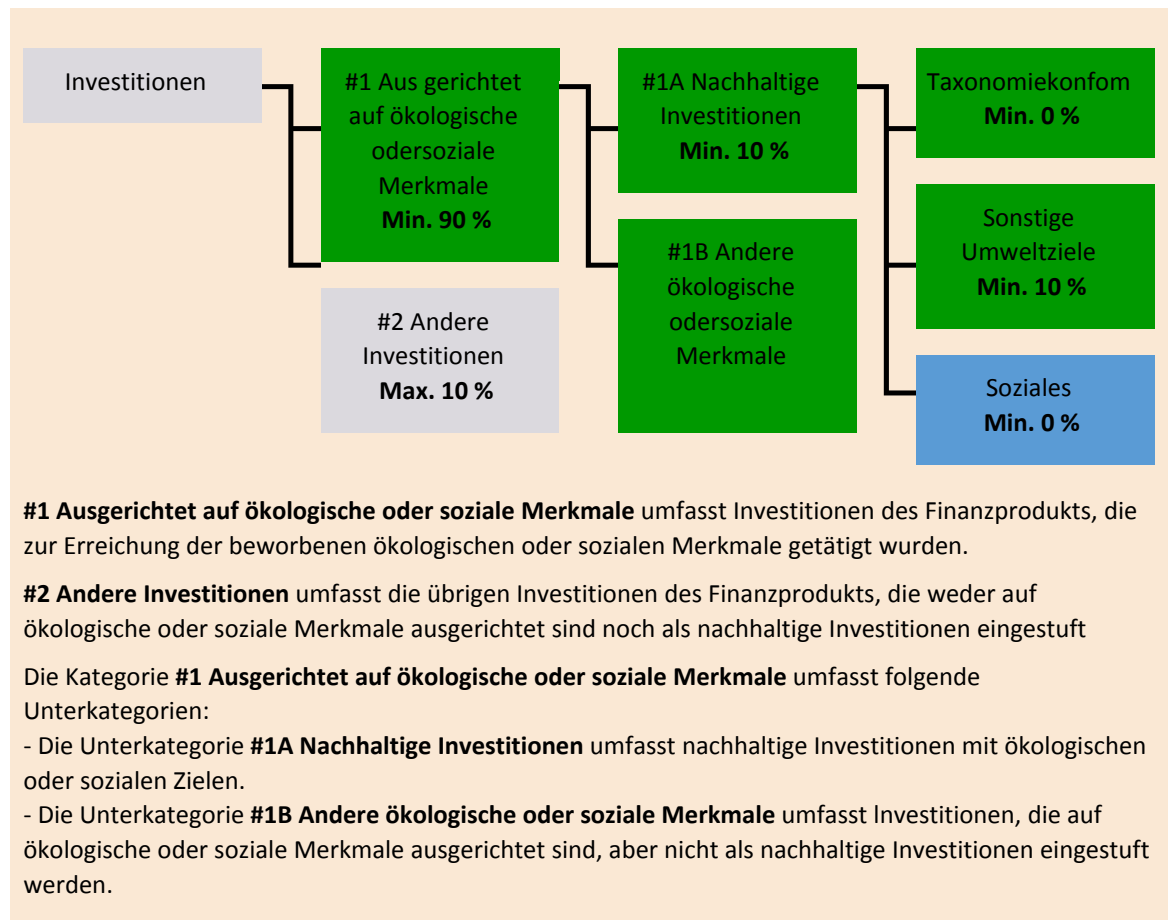 Investitionen
#1 Aus gerichtet
auf ökologische
odersoziale
Merkmale
Min. 90 %
#2 Andere
Investitionen
Max. 10 %
#1A Nachhaltige
Investitionen
Min. 10 %
#1B Andere
ökologische
odersoziale
Merkmale
Taxonomiekonfom
Min. 0 %
Sonstige
Umweltziele
Min. 10 %
Soziales
Min. 0 %
#1 Ausgerichtet auf ökologische oder soziale Merkmale umfasst Investitionen des Finanzprodukts, die
zur Erreichung der beworbenen ökologischen oder sozialen Merkmale getätigt wurden.
#2 Andere Investitionen umfasst die übrigen Investitionen des Finanzprodukts, die weder auf
ökologische oder soziale Merkmale ausgerichtet sind noch als nachhaltige Investitionen eingestuft
Die Kategorie #1 Ausgerichtet auf ökologische oder soziale Merkmale umfasst folgende
Unterkategorien:
- Die Unterkategorie #1A Nachhaltige Investitionen umfasst nachhaltige Investitionen mit ökologischen
oder sozialen Zielen.
- Die Unterkategorie #1B Andere ökologische oder soziale Merkmale umfasst lnvestitionen, die auf
ökologische oder soziale Merkmale ausgerichtet sind, aber nicht als nachhaltige Investitionen eingestuft
werden.